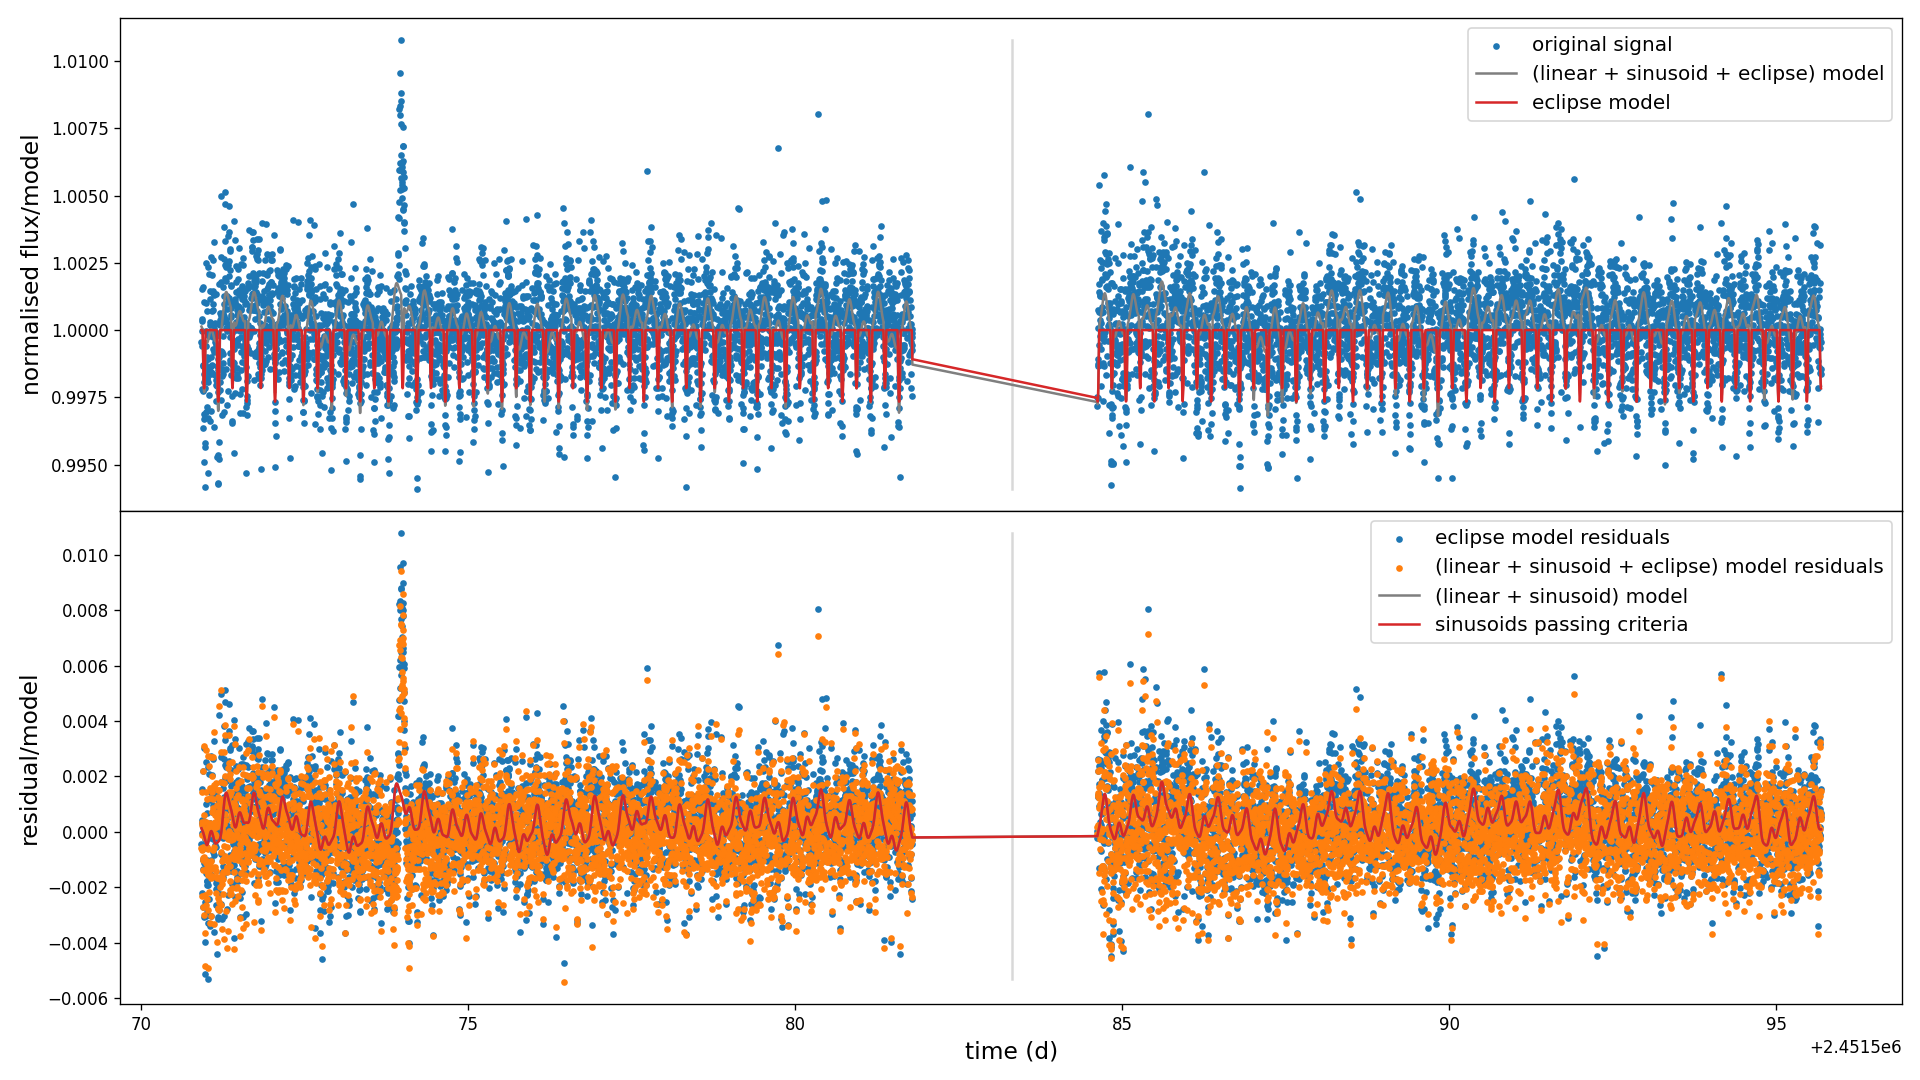 original signal
(linear + sinusoid + eclipse) model
eclipse model
1.0100
1.0075
1.0050
1.0025
1.0000
0.9975
0.9950
normalised flux/model
eclipse model residuals
(linear + sinusoid + eclipse) model residuals
(linear + sinusoid) model
sinusoids passing criteria
0.010
0.008
0.006
0.004
0.002
0.000
−0.002
−0.004
−0.006
residual/model
70
75
80
85
90
95
time (d)
+2.4515e6